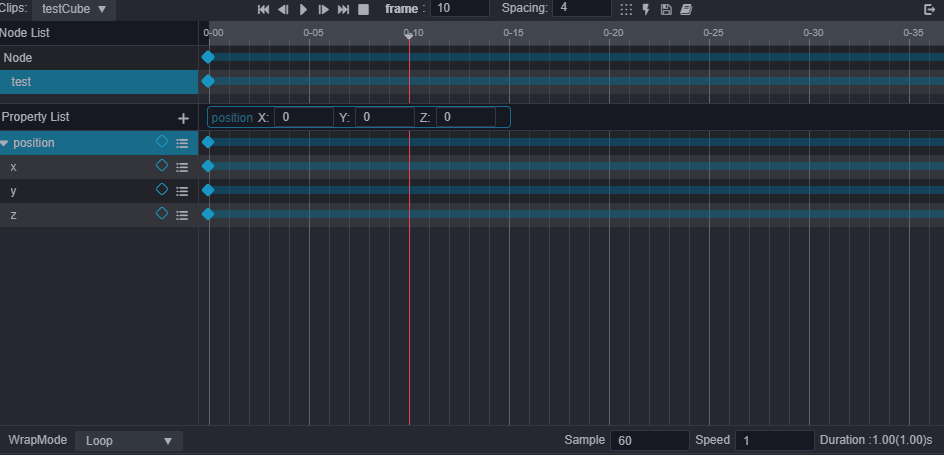 Clips: testCube frame : 10 Spacing: 4
Node List 0-00 0-05 0-10 0-15 0-20 0-25 0-30 0-35
Node
test
Property List + position X: 0 Y: 0 Z: 0
position
x
y
z
WrapMode Loop Sample 60 Speed 1 Duration :1.00(1.00)s